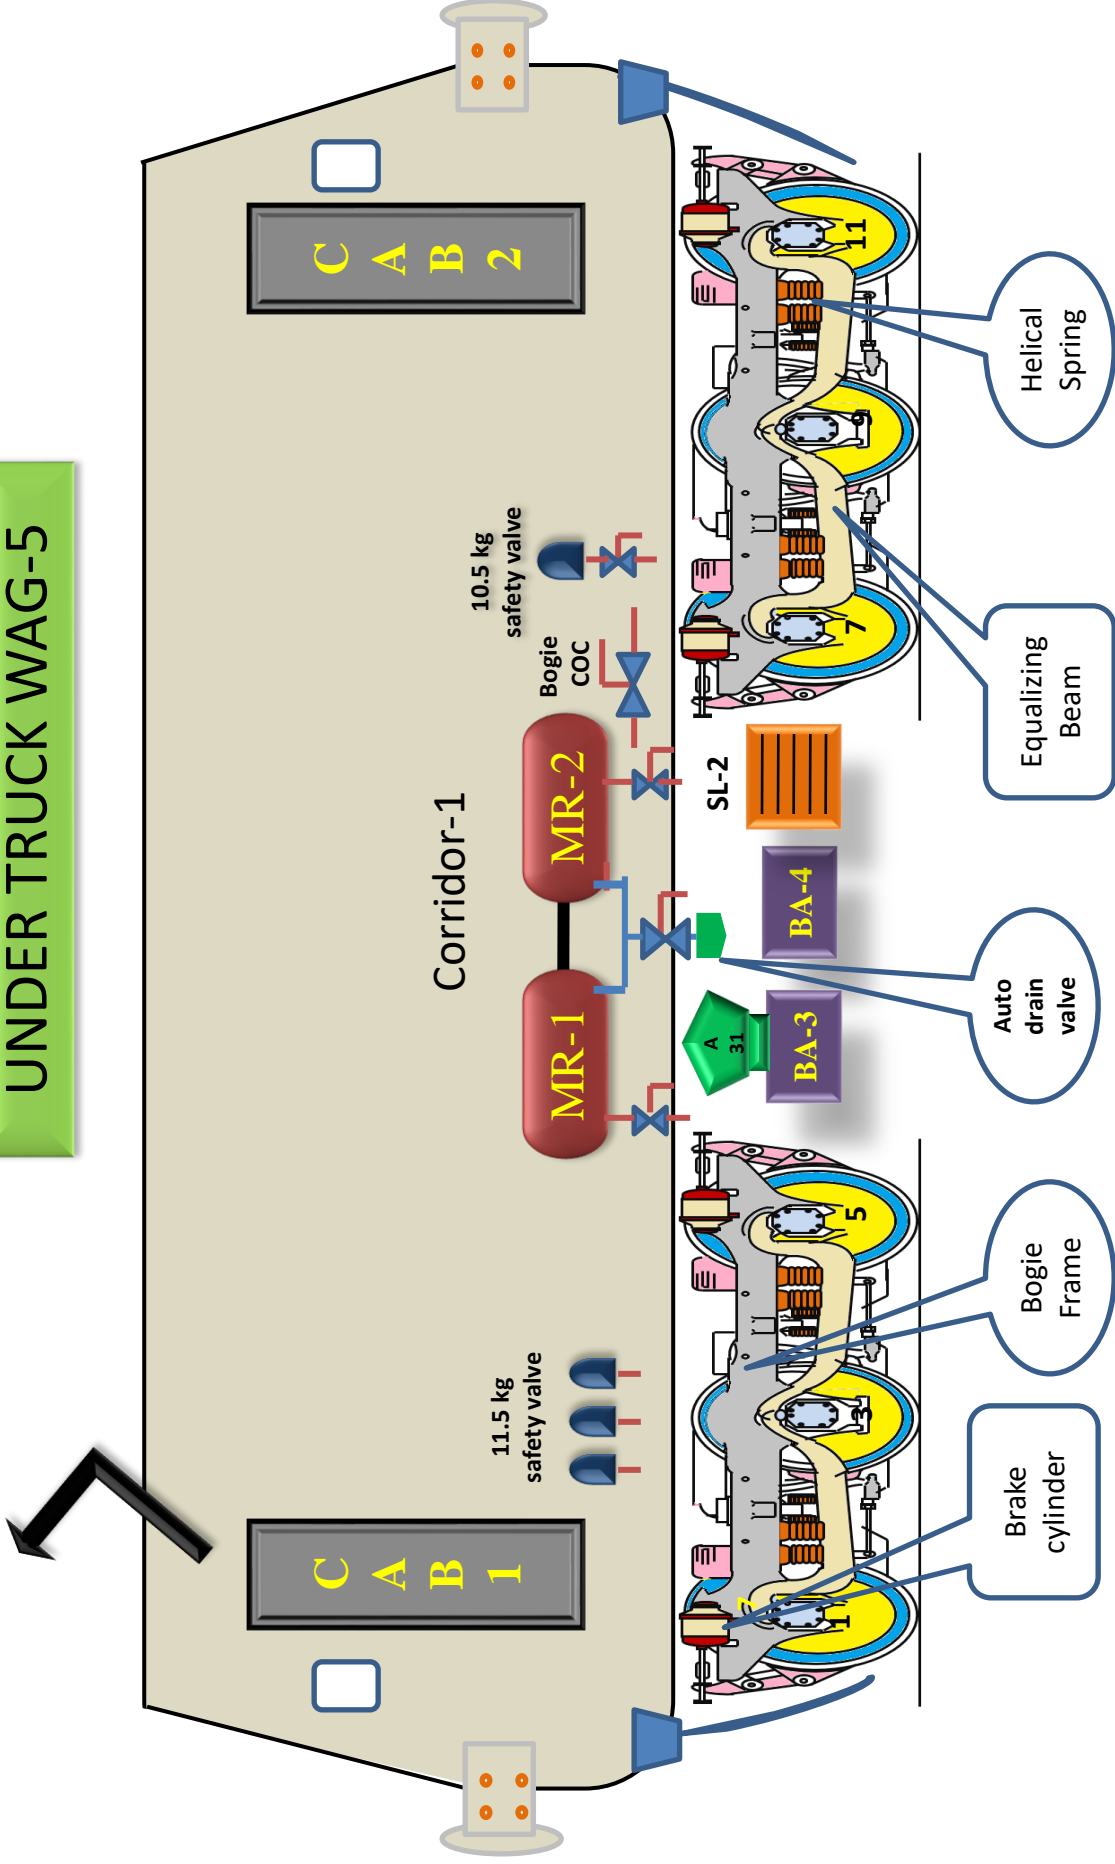 UNDER TRUCK WAG-5
Corridor-1
C
A
B
1
C
A
B
2
11.5 kg
safety valve
MR-1
MR-2
Bogie
COC
10.5 kg
safety valve
A
31
BA-3
BA-4
SL-2
7
1
3
5
7
9
11
Brake
cylinder
Bogie
Frame
Auto
drain
valve
Equalizing
Beam
Helical
Spring